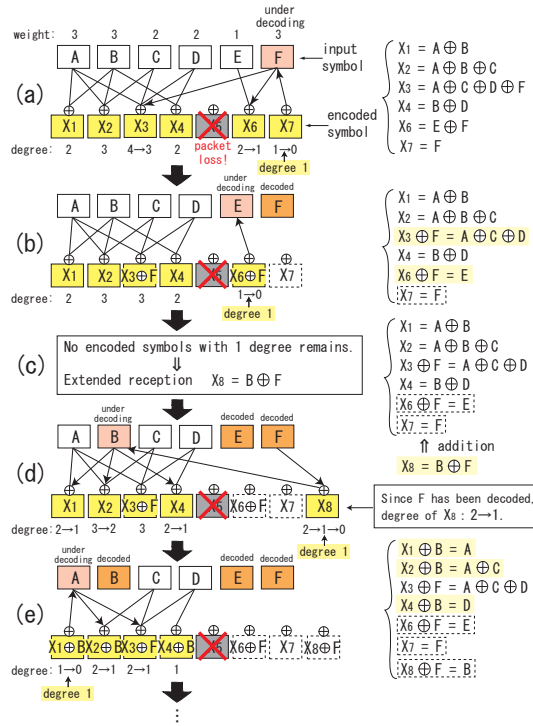 under
decoding
weight: 3 3 2 2 1 3
A B C D E F
input
symbol
(a)
X1 X2 X3 X4 X5 X6 X7
encoded
symbol
degree: 2 3 4→3 2 packet loss! 2→1 1→0
degree 1
X1 = A⊕B
X2 = A⊕B⊕C
X3 = A⊕C⊕D⊕F
X4 = B⊕D
X6 = E⊕F
X7 = F
under
decoding decoded
A B C D E F
(b)
X1 X2 X3⊕F X4 X5 X6⊕F X7
degree: 2 3 3 2 1→0
degree 1
X1 = A⊕B
X2 = A⊕B⊕C
X3⊕F = A⊕C⊕D
X4 = B⊕D
X6⊕F = E
X7 = F
(c)
No encoded symbols with 1 degree remains.
⇓
Extended reception X8 = B⊕F
X1 = A⊕B
X2 = A⊕B⊕C
X3⊕F = A⊕C⊕D
X4 = B⊕D
X6⊕F = E
X7 = F
⇑ addition
X8 = B⊕F
under
decoding decoded decoded
A B C D E F
(d)
X1 X2 X3⊕F X4 X5 X6⊕F X7 X8
degree: 2→1 3→2 3 2→1 2→1→0
degree 1
Since F has been decoded,
degree of X8 : 2→1.
under
decoding decoded decoded decoded
A B C D E F
(e)
X1⊕B X2⊕B X3⊕F X4⊕B X5 X6⊕F X7 X8⊕F
degree: 1→0 2→1 2→1 1
degree 1
X1⊕B = A
X2⊕B = A⊕C
X3⊕F = A⊕C⊕D
X4⊕B = D
X6⊕F = E
X7 = F
X8⊕F = B
⋮